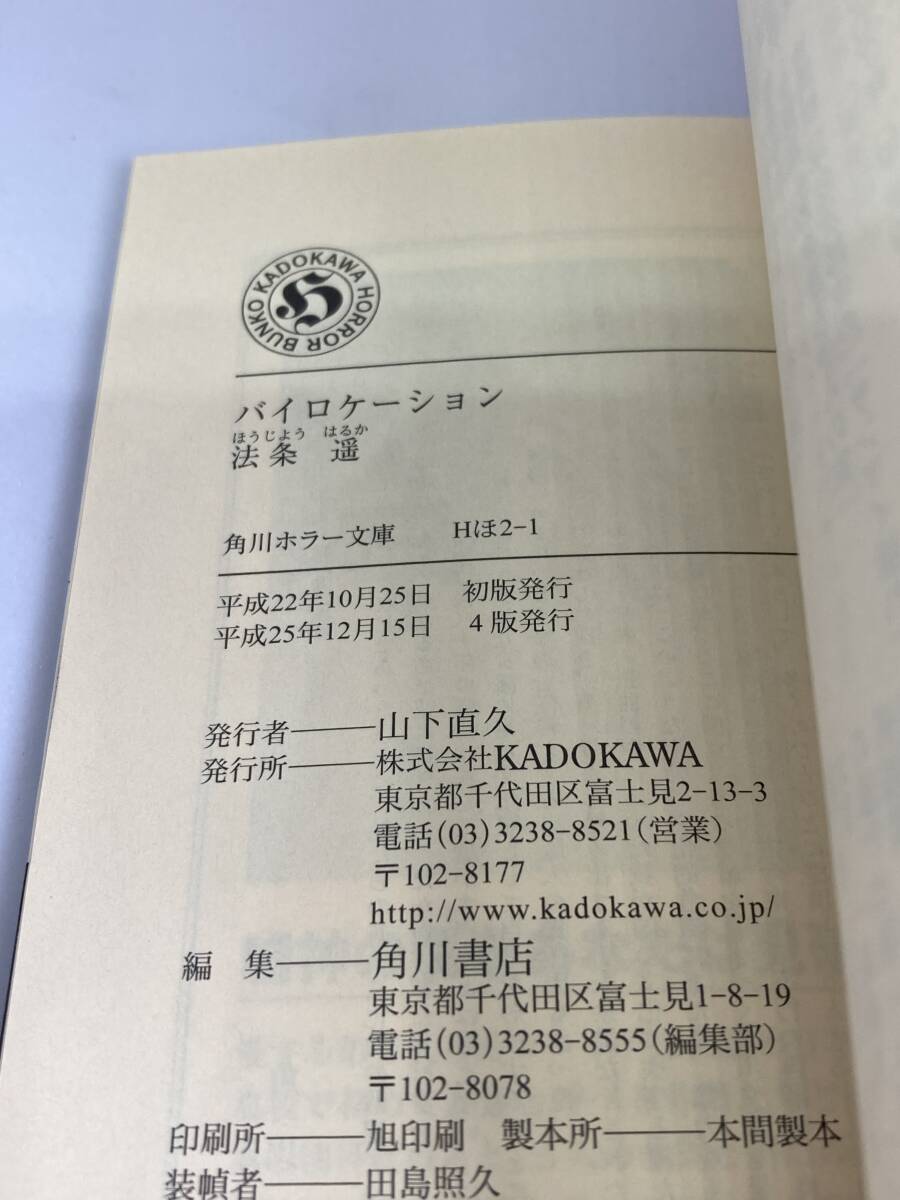 KADOKAWA HORROR BUNKO
H
バイロケーション
ほうじょう はるか
法条 遥
角川ホラー文庫 Hほ2-1
平成22年10月25日 初版発行
平成25年12月15日 4版発行
発行者———山下直久
発行所———株式会社KADOKAWA
東京都千代田区富士見2-13-3
電話(03)3238-8521(営業)
〒102-8177
http://www.kadokawa.co.jp/
編 集———角川書店
東京都千代田区富士見1-8-19
電話(03)3238-8555(編集部)
〒102-8078
印刷所———旭印刷 製本所———本間製本
装幀者———田島照久